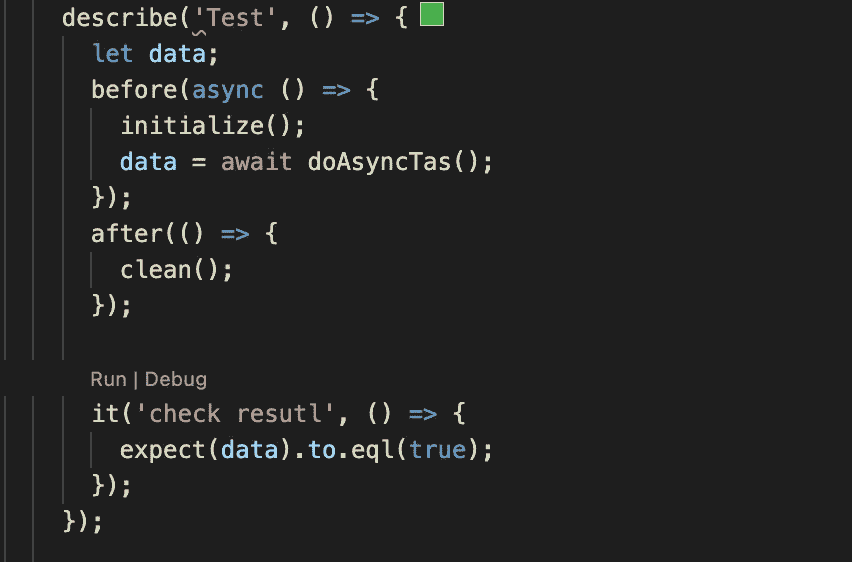 describe('Test', () => {
let data;
before(async () => {
initialize();
data = await doAsyncTas();
});
after(() => {
clean();
});
Run | Debug
it('check resutl', () => {
expect(data).to.eql(true);
});
});